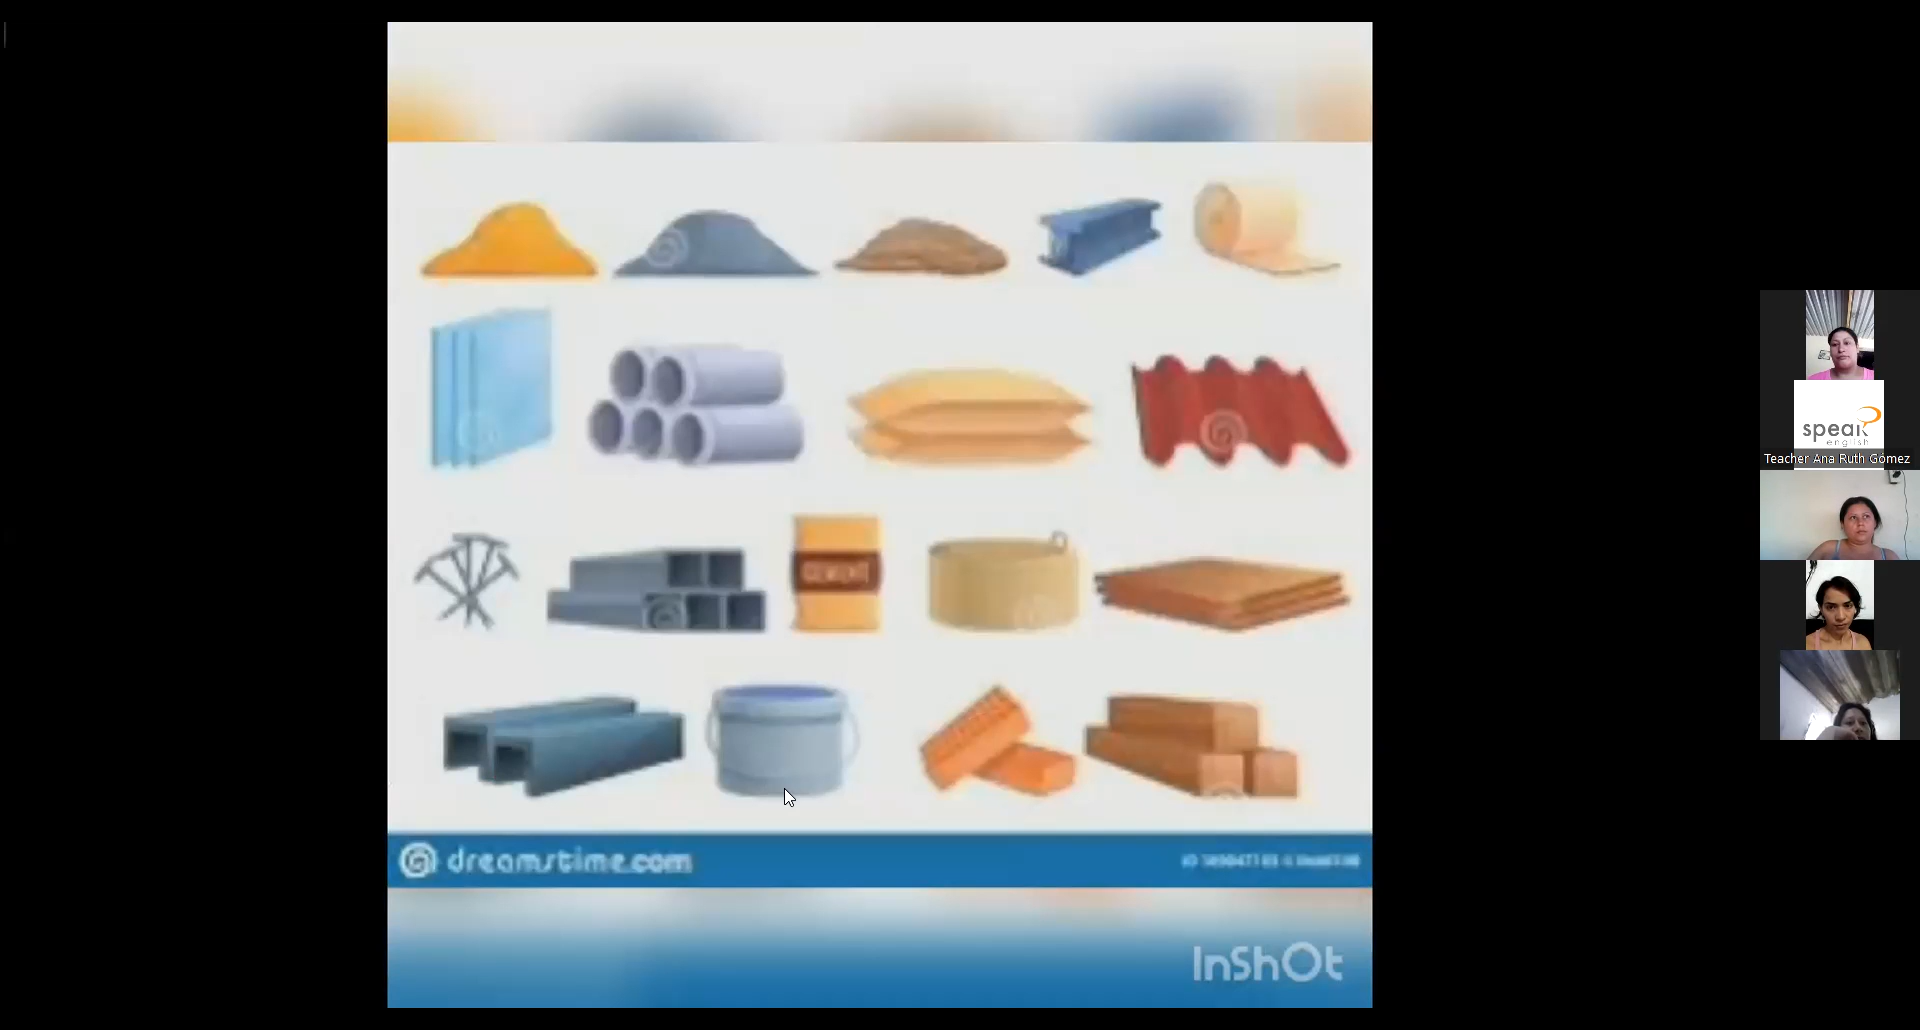 speak
english
Teacher Ana Ruth Gómez
CEMENT
dreamstime.com
InShOt